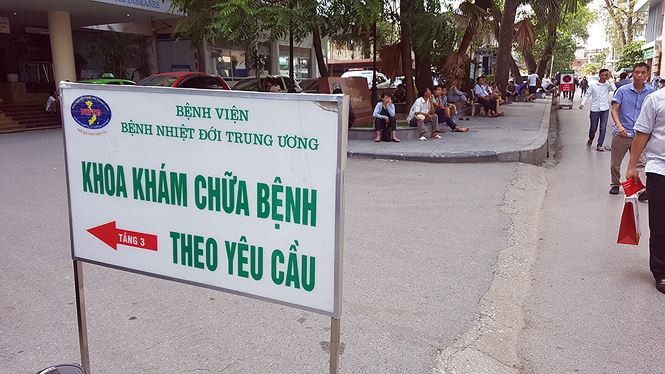 BỆNH VIỆN
BỆNH NHIỆT ĐỚI TRUNG ƯƠNG
KHOA KHÁM CHỮA BỆNH
TẦNG 3
THEO YÊU CẦU